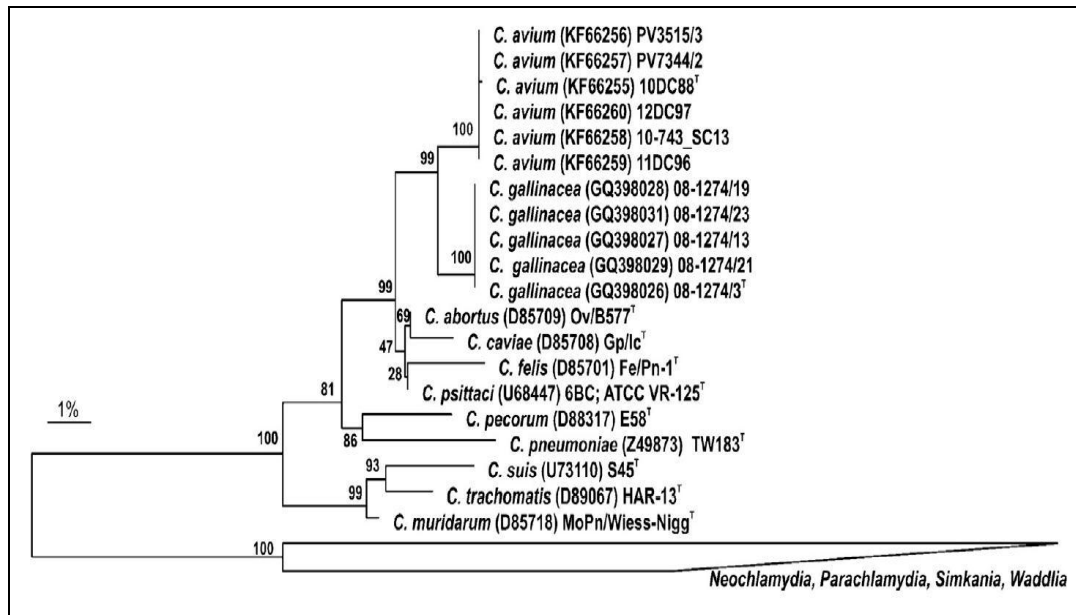 C. avium (KF66256) PV3515/3
C. avium (KF66257) PV7344/2
C. avium (KF66255) 10DC88ᵀ
C. avium (KF66260) 12DC97
100
C. avium (KF66258) 10-743_SC13
99
C. avium (KF66259) 11DC96
C. gallinacea (GQ398028) 08-1274/19
C. gallinacea (GQ398031) 08-1274/23
C. gallinacea (GQ398027) 08-1274/13
100
C. gallinacea (GQ398029) 08-1274/21
99
C. gallinacea (GQ398026) 08-1274/3ᵀ
69
C. abortus (D85709) Ov/B577ᵀ
C. caviae (D85708) Gp/Icᵀ
47
C. felis (D85701) Fe/Pn-1ᵀ
28
C. psittaci (U68447) 6BC; ATCC VR-125ᵀ
81
1%
C. pecorum (D88317) E58ᵀ
100
86
C. pneumoniae (Z49873) TW183ᵀ
93
C. suis (U73110) S45ᵀ
99
C. trachomatis (D89067) HAR-13ᵀ
C. muridarum (D85718) MoPn/Wiess-Niggᵀ
100
Neochlamydia, Parachlamydia, Simkania, Waddlia